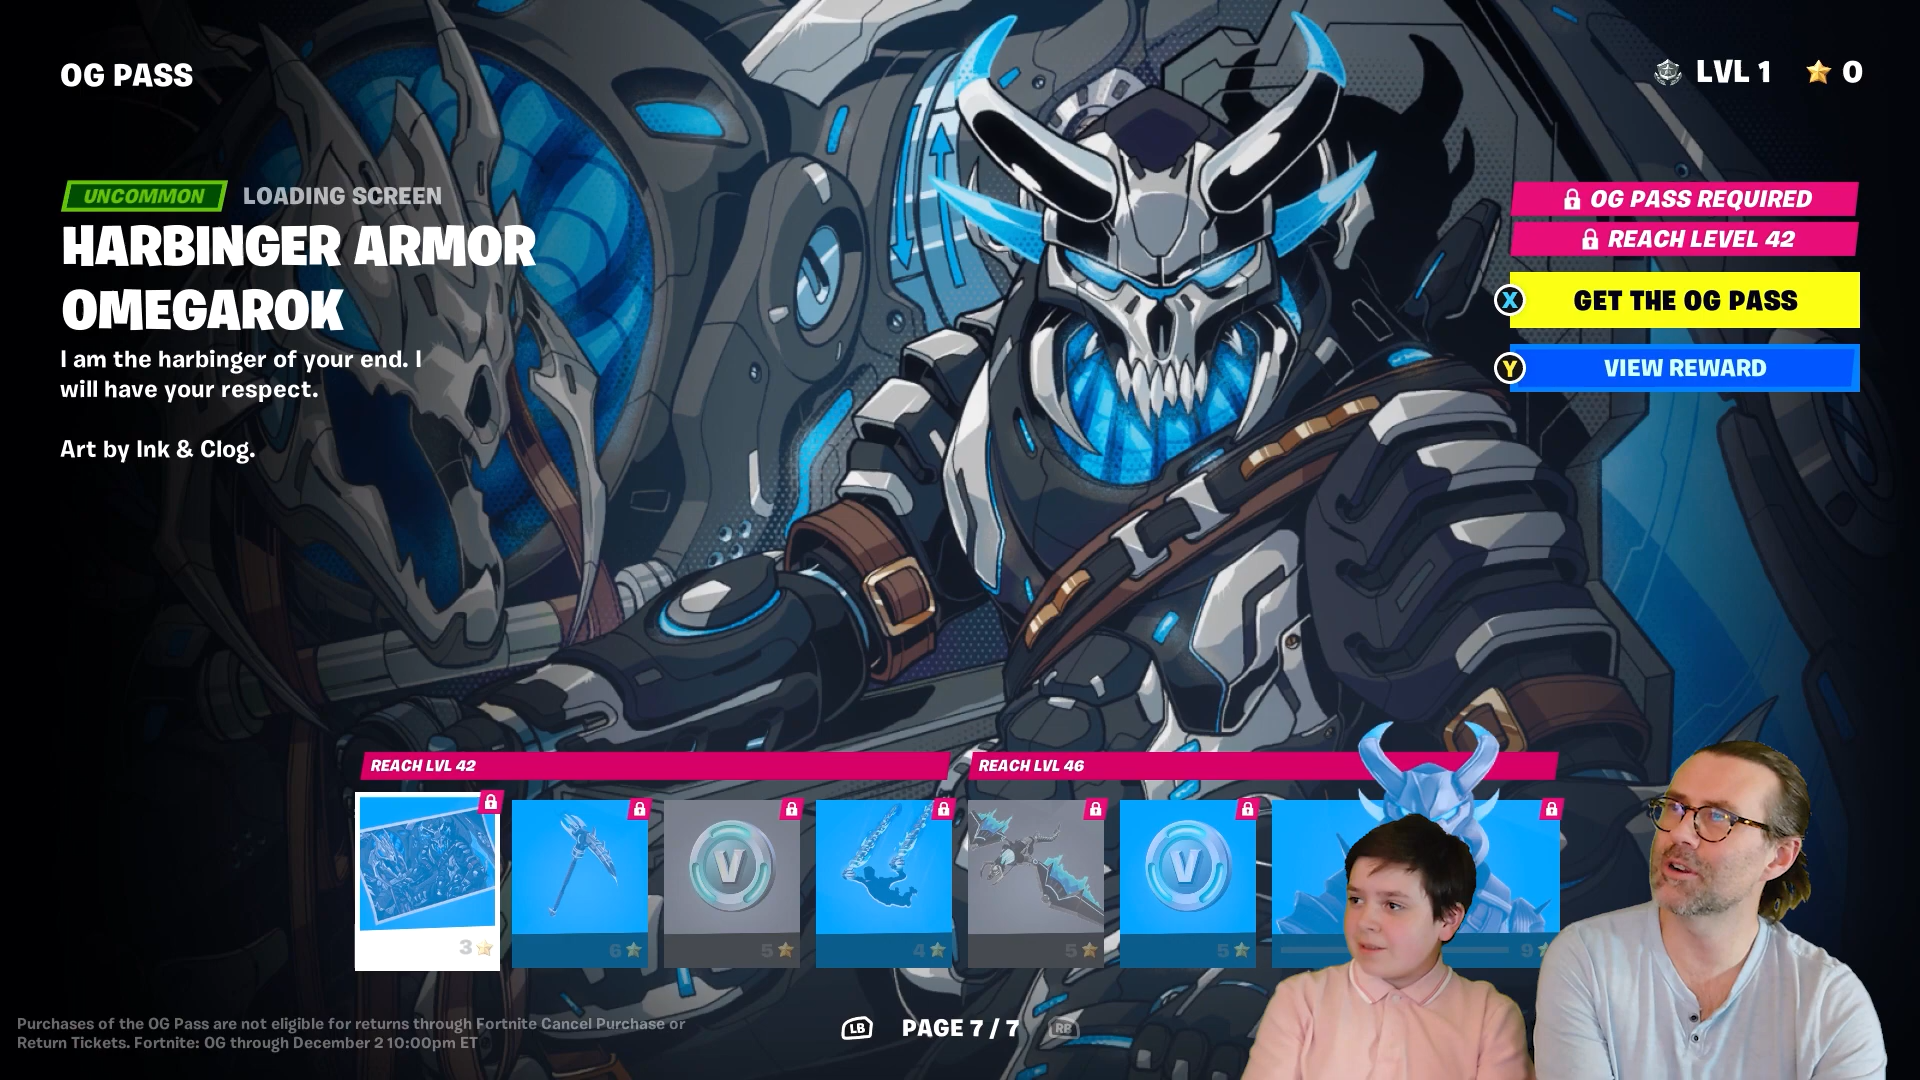 OG PASS
LVL 1
0
UNCOMMON LOADING SCREEN
HARBINGER ARMOR
OMEGAROK
I am the harbinger of your end. I
will have your respect.
Art by Ink & Clog.
OG PASS REQUIRED
REACH LEVEL 42
X GET THE OG PASS
Y VIEW REWARD
REACH LVL 42
REACH LVL 46
V
V
3
6
5
4
5
5
9
Purchases of the OG Pass are not eligible for returns through Fortnite Cancel Purchase or
Return Tickets. Fortnite: OG through December 2 10:00pm ET
LB PAGE 7 / 7 RB